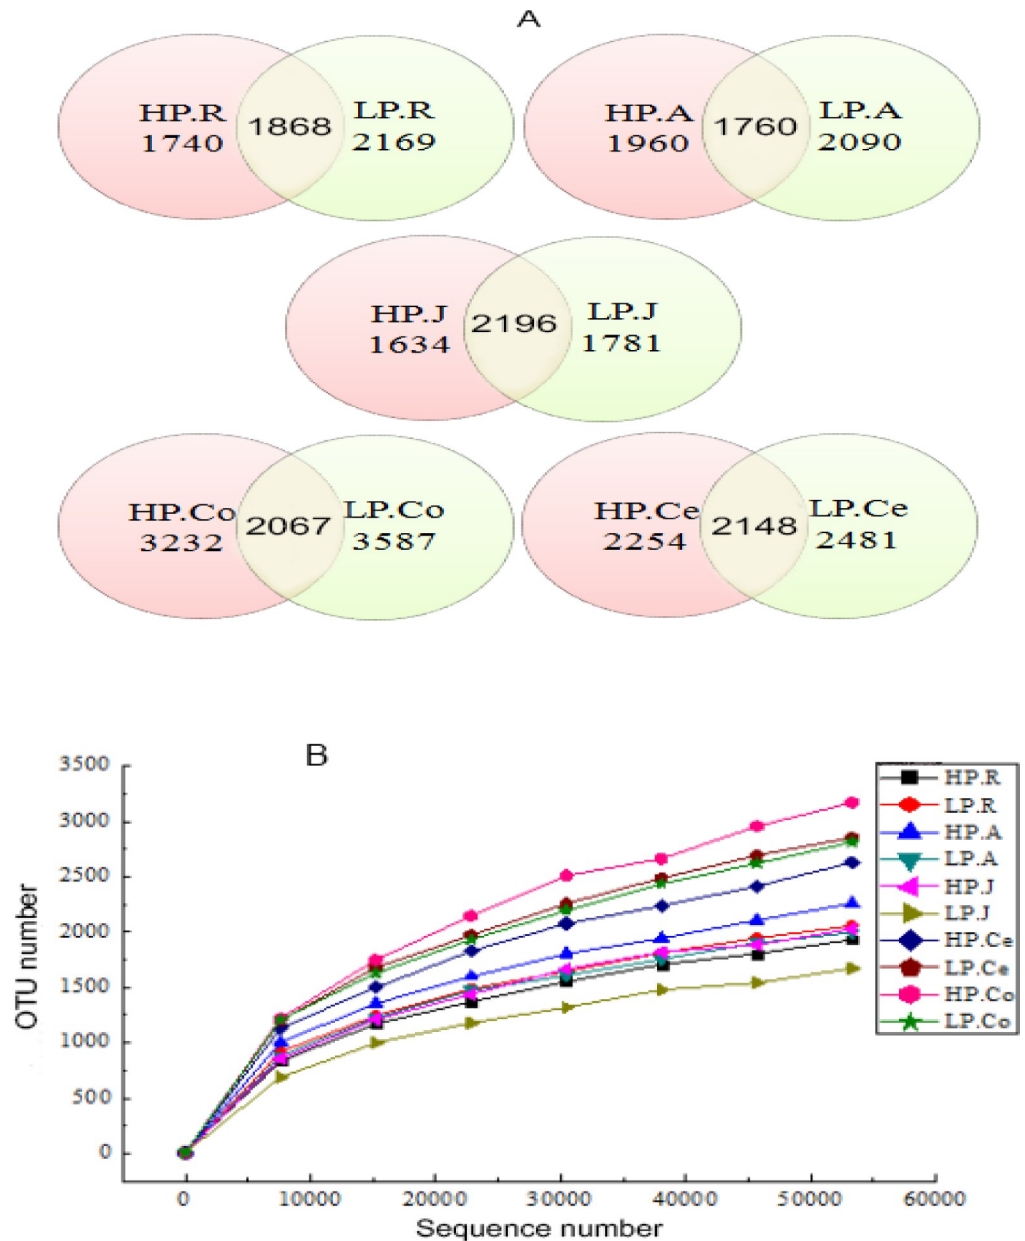 A
HP.R
1740
1868
LP.R
2169
HP.A
1960
1760
LP.A
2090
HP.J
1634
2196
LP.J
1781
HP.Co
3232
2067
LP.Co
3587
HP.Ce
2254
2148
LP.Ce
2481
B
3500
3000
2500
2000
1500
1000
500
0
OTU number
0
10000
20000
30000
40000
50000
60000
Sequence number
HP.R
LP.R
HP.A
LP.A
HP.J
LP.J
HP.Ce
LP.Ce
HP.Co
LP.Co